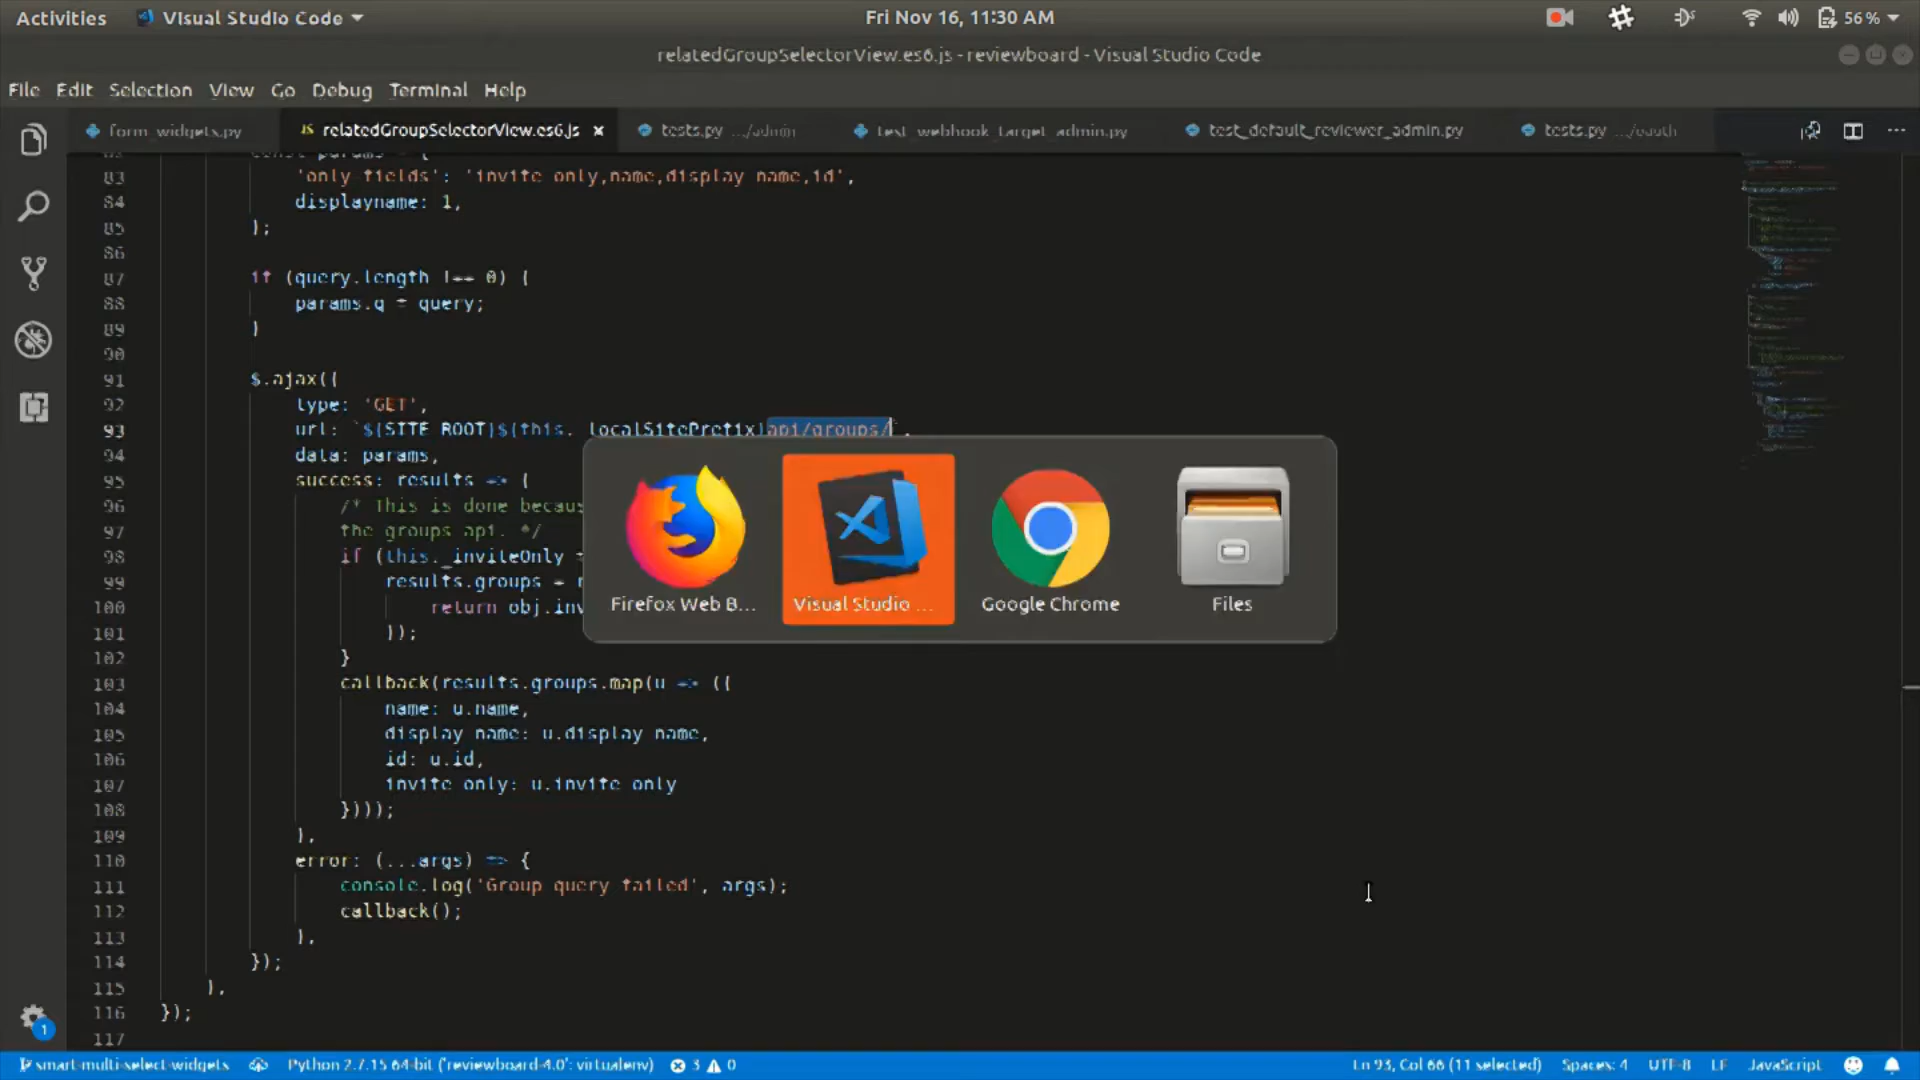 Activities Visual Studio Code Fri Nov 16, 11:30 AM 56 %
relatedGroupSelectorView.es6.js - reviewboard - Visual Studio Code
File Edit Selection View Go Debug Terminal Help
form_widgets.py JS relatedGroupSelectorView.es6.js tests.py .../admin test_webhook_target_admin.py test_default_reviewer_admin.py tests.py .../oauth
const params = {
83 'only_fields': 'invite_only,name,display_name,id',
84 displayname: 1,
85 };
86
87 if (query.length !== 0) {
88 params.q = query;
89 }
90
91 $.ajax({
92 type: 'GET',
93 url: `${SITE_ROOT}${this._localSitePrefix}api/groups/`,
94 data: params,
95 success: results => {
96 /* This is done becau
97 the groups api. */
98 if (this._inviteOnly
99 results.groups =
100 return obj.inv
101 });
102 }
103 callback(results.groups.map(u => ({
104 name: u.name,
105 display_name: u.display_name,
106 id: u.id,
107 invite_only: u.invite_only
108 })));
109 },
110 error: (...args) => {
111 console.log('Group query failed', args);
112 callback();
113 },
114 });
115 },
116 });
117
Firefox Web B... Visual Studio ... Google Chrome Files
1
smart-multi-select-widgets Python 2.7.15 64-bit ('reviewboard-4.0': virtualenv) 3 0 Ln 93, Col 66 (11 selected) Spaces: 4 UTF-8 LF JavaScript